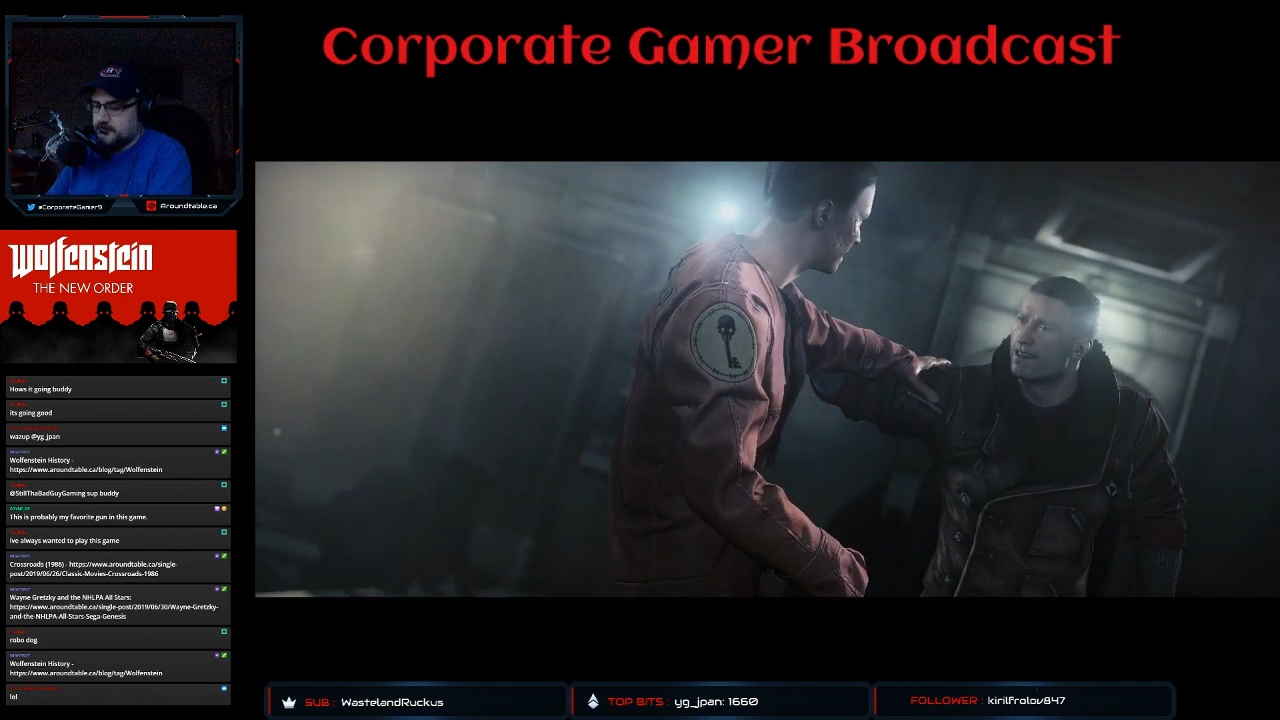 Corporate Gamer Broadcast
@CorporateGamer9
Aroundtable.ca
wolfenstein
THE NEW ORDER
Hows it going buddy
its going good
wazup @yg_jpan
Wolfenstein History -
https://www.aroundtable.ca/blog/tag/Wolfenstein
@StillThaBadGuyGaming sup buddy
This is probably my favorite gun in this game.
ive always wanted to play this game
Crossroads (1986) - https://www.aroundtable.ca/single-
post/2019/06/26/Classic-Movies-Crossroads-1986
Wayne Gretzky and the NHLPA All Stars:
https://www.aroundtable.ca/single-post/2019/06/30/Wayne-Gretzky-
and-the-NHLPA-All-Stars-Sega-Genesis
robo dog
Wolfenstein History -
https://www.aroundtable.ca/blog/tag/Wolfenstein
lol
SUB : WastelandRuckus
TOP BITS : yg_jpan: 1660
FOLLOWER : kirilfrolov847